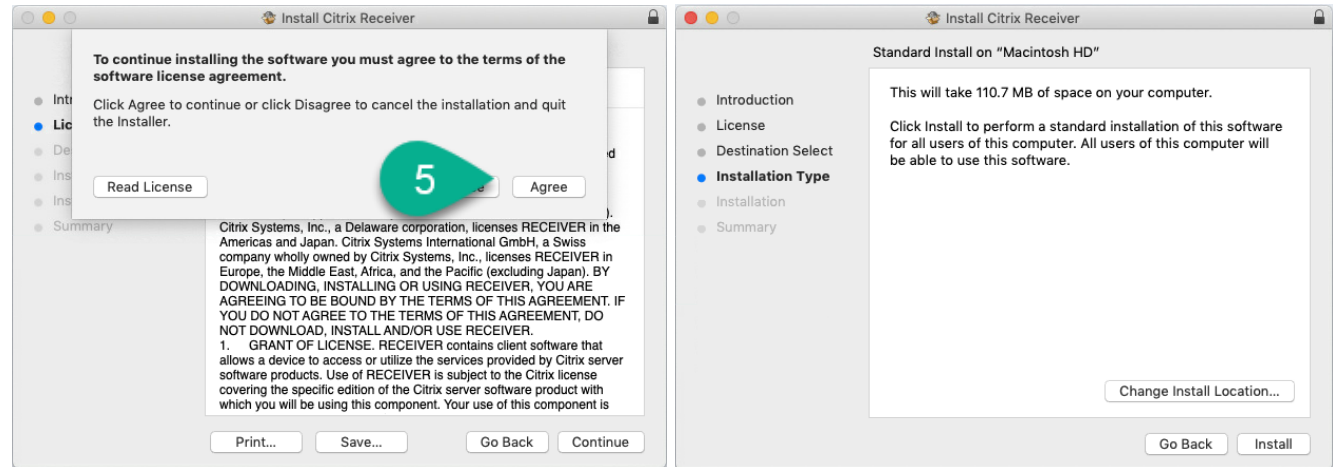 Install Citrix Receiver
To continue installing the software you must agree to the terms of the
software license agreement.
Click Agree to continue or click Disagree to cancel the installation and quit
the Installer.
Read License
5
Agree
Summary
Citrix Systems, Inc., a Delaware corporation, licenses RECEIVER in the
Americas and Japan. Citrix Systems International GmbH, a Swiss
company wholly owned by Citrix Systems, Inc., licenses RECEIVER in
Europe, the Middle East, Africa, and the Pacific (excluding Japan). BY
DOWNLOADING, INSTALLING OR USING RECEIVER, YOU ARE
AGREEING TO BE BOUND BY THE TERMS OF THIS AGREEMENT. IF
YOU DO NOT AGREE TO THE TERMS OF THIS AGREEMENT, DO
NOT DOWNLOAD, INSTALL AND/OR USE RECEIVER.
1. GRANT OF LICENSE. RECEIVER contains client software that
allows a device to access or utilize the services provided by Citrix server
software products. Use of RECEIVER is subject to the Citrix license
covering the specific edition of the Citrix server software product with
which you will be using this component. Your use of this component is
Print...
Save...
Go Back
Continue
Install Citrix Receiver
Standard Install on “Macintosh HD”
Introduction
License
Destination Select
Installation Type
Installation
Summary
This will take 110.7 MB of space on your computer.
Click Install to perform a standard installation of this software
for all users of this computer. All users of this computer will
be able to use this software.
Change Install Location...
Go Back
Install